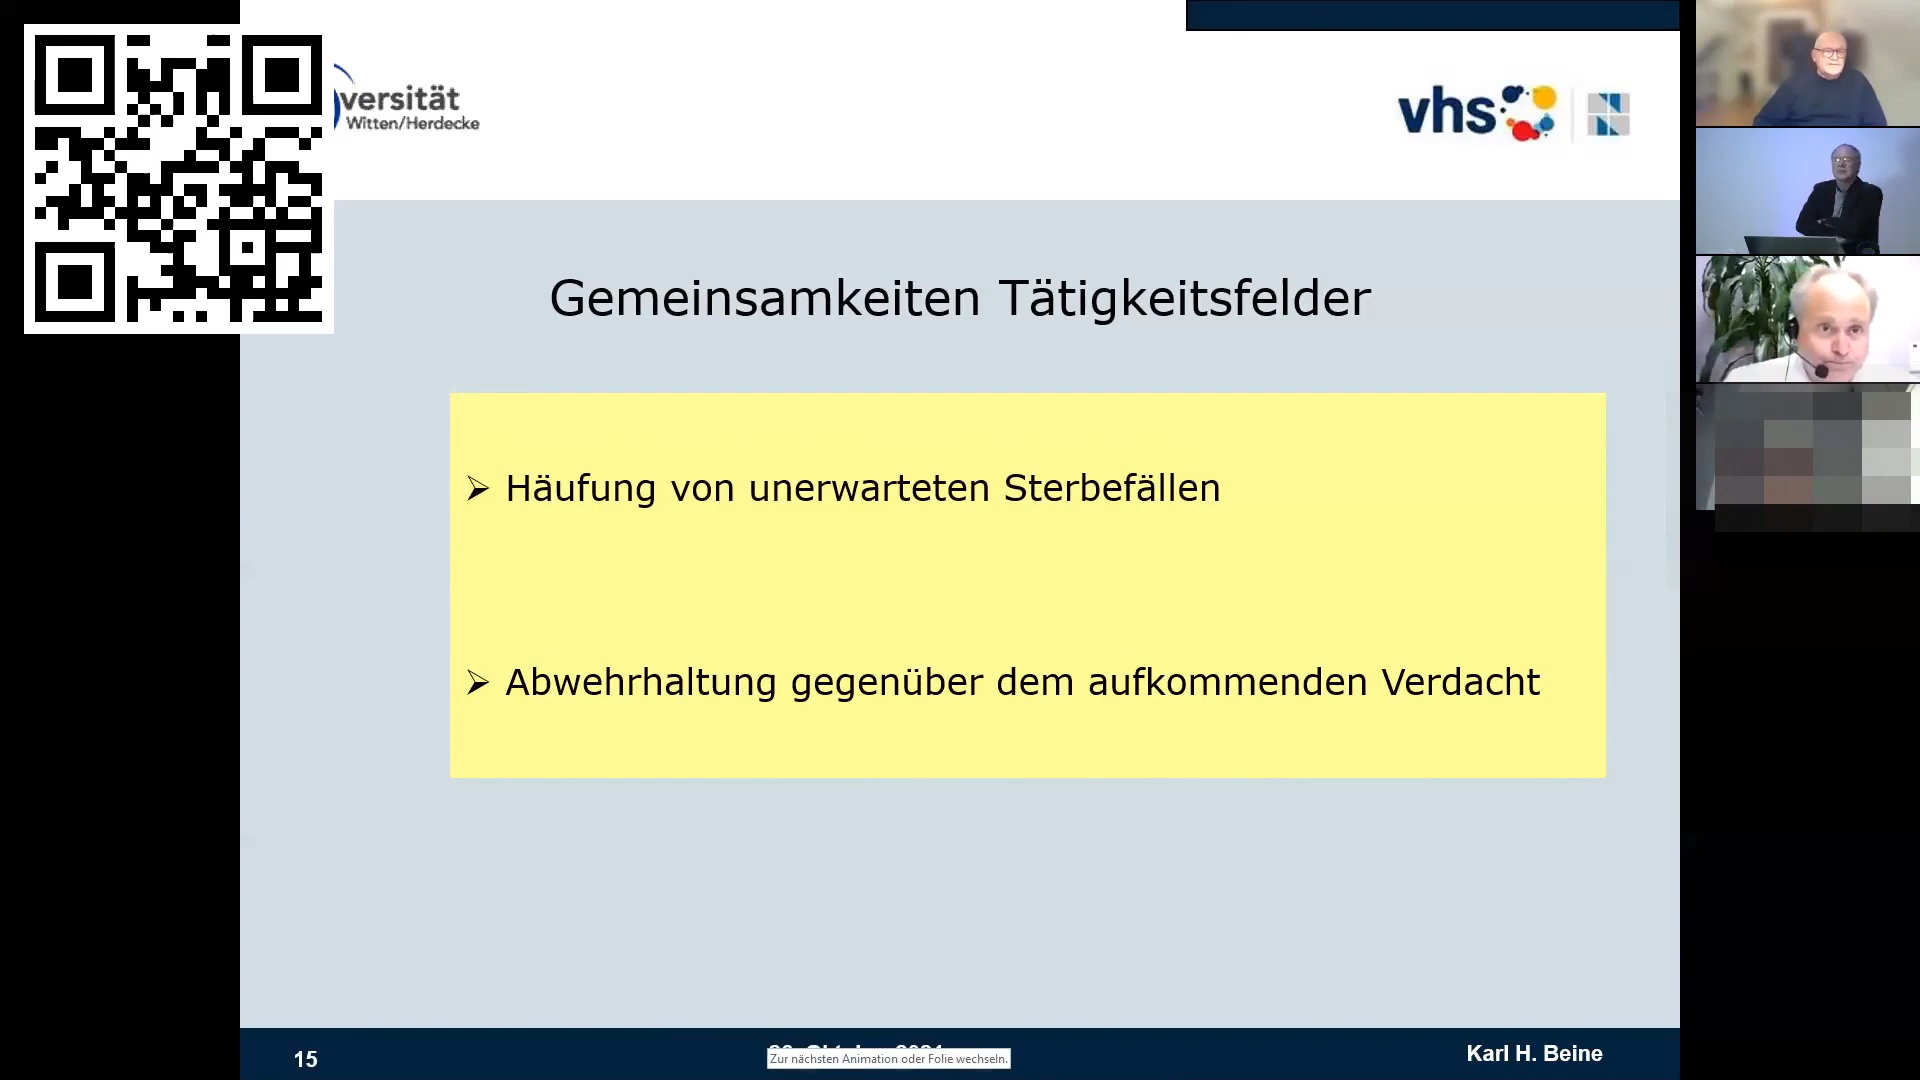 versität
Witten/Herdecke
vhs
Gemeinsamkeiten Tätigkeitsfelder
➢ Häufung von unerwarteten Sterbefällen
➢ Abwehrhaltung gegenüber dem aufkommenden Verdacht
15
Zur nächsten Animation oder Folie wechseln.
Karl H. Beine